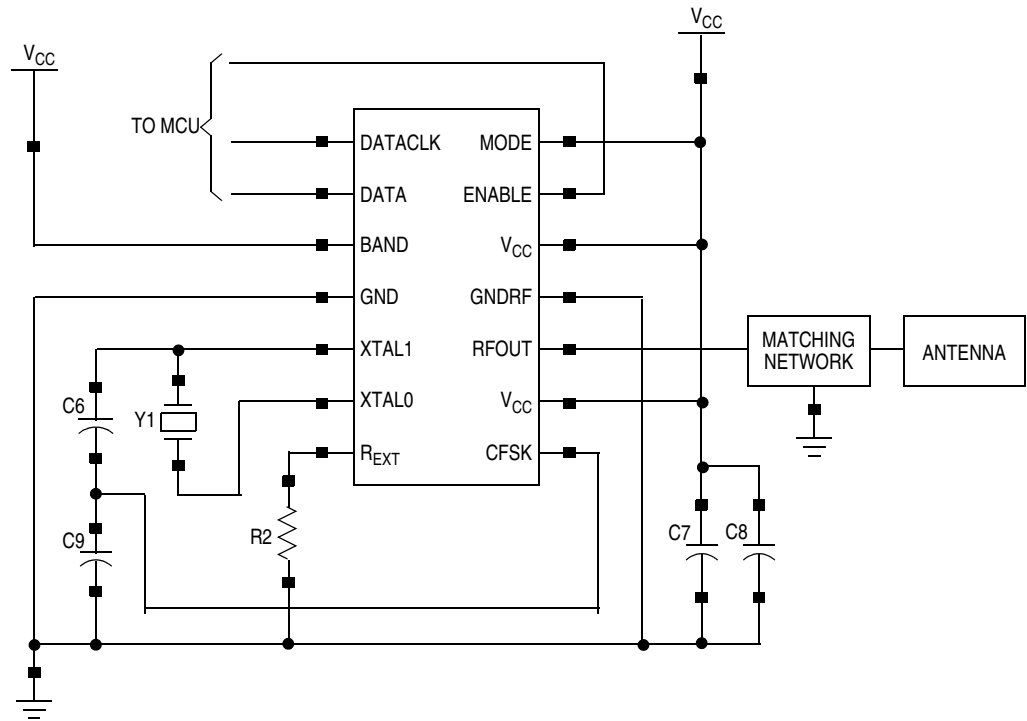 VCC
VCC
TO MCU
DATACLK
MODE
DATA
ENABLE
BAND
VCC
GND
GNDRF
XTAL1
RFOUT
MATCHING
NETWORK
ANTENNA
C6
Y1
XTAL0
VCC
REXT
CFSK
C9
R2
C7
C8